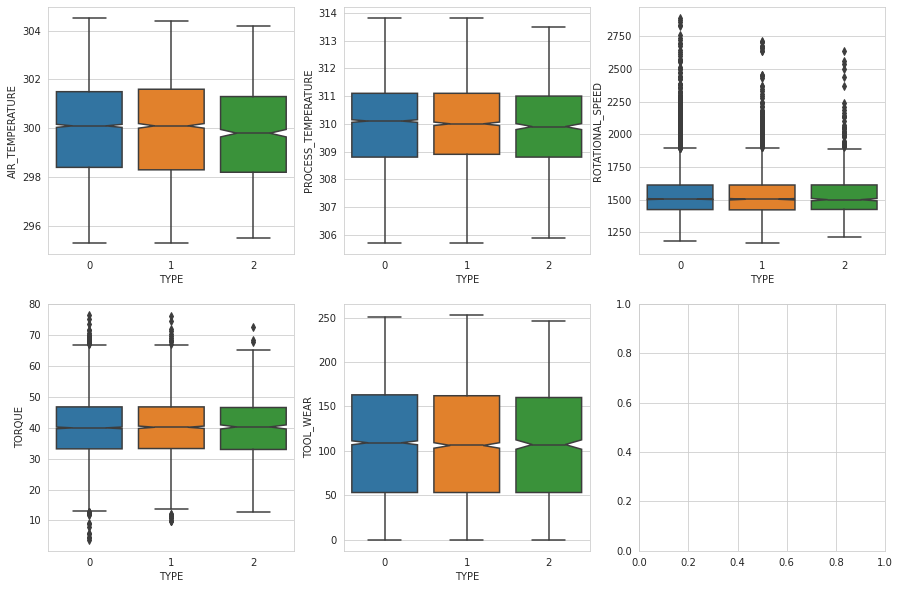 AIR_TEMPERATURE
304
302
300
298
296
0 1 2
TYPE
PROCESS_TEMPERATURE
314
313
312
311
310
309
308
307
306
0 1 2
TYPE
ROTATIONAL_SPEED
2750
2500
2250
2000
1750
1500
1250
0 1 2
TYPE
TORQUE
80
70
60
50
40
30
20
10
0 1 2
TYPE
TOOL_WEAR
250
200
150
100
50
0
0 1 2
TYPE
1.0
0.8
0.6
0.4
0.2
0.0
0.0 0.2 0.4 0.6 0.8 1.0